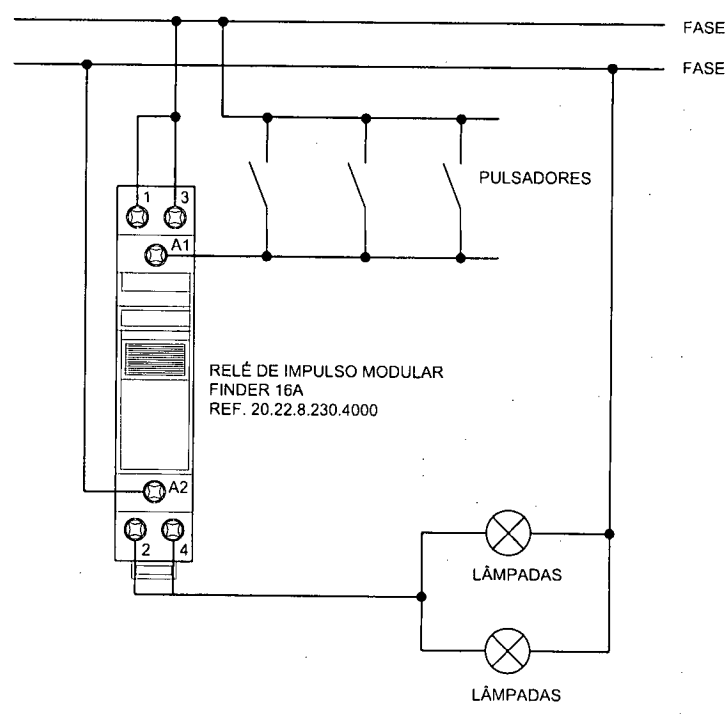 FASE
FASE
PULSADORES
1 3
A1
RELÉ DE IMPULSO MODULAR
FINDER 16A
REF. 20.22.8.230.4000
A2
2 4
LÂMPADAS
LÂMPADAS